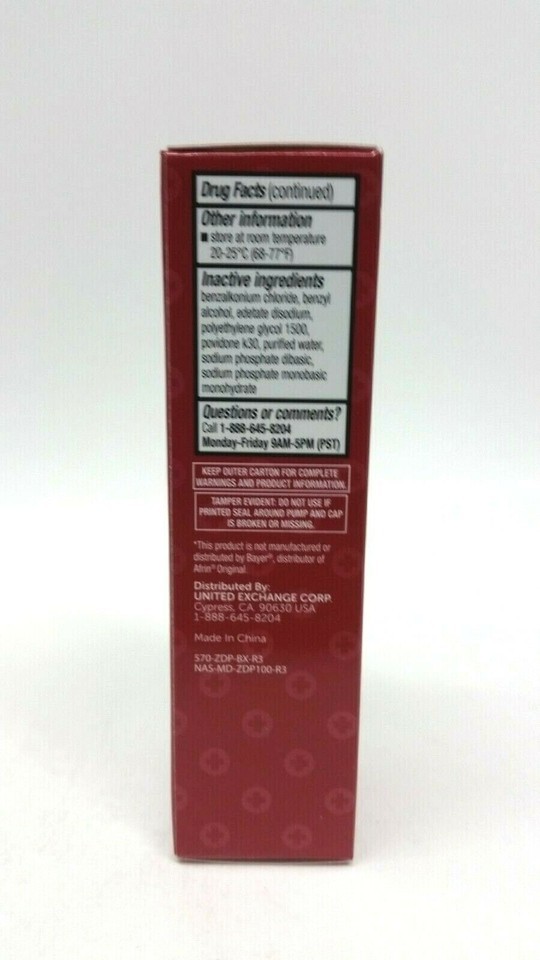 Drug Facts (continued)
Other information
■ store at room temperature
20-25°C (68-77°F)
Inactive ingredients
benzalkonium chloride, benzyl
alcohol, edetate disodium,
polyethylene glycol 1500,
povidone k30, purified water,
sodium phosphate dibasic,
sodium phosphate monobasic
monohydrate
Questions or comments?
Call 1-888-645-8204
Monday-Friday 9AM-5PM (PST)
KEEP OUTER CARTON FOR COMPLETE
WARNINGS AND PRODUCT INFORMATION.
TAMPER EVIDENT: DO NOT USE IF
PRINTED SEAL AROUND PUMP AND CAP
IS BROKEN OR MISSING.
*This product is not manufactured or
distributed by Bayer®, distributor of
Afrin® Original
Distributed By:
UNITED EXCHANGE CORP.
Cypress, CA 90630 USA
1-888-645-8204
Made In China
570-ZDP-BX-R3
NAS-MD-ZDP100-R3